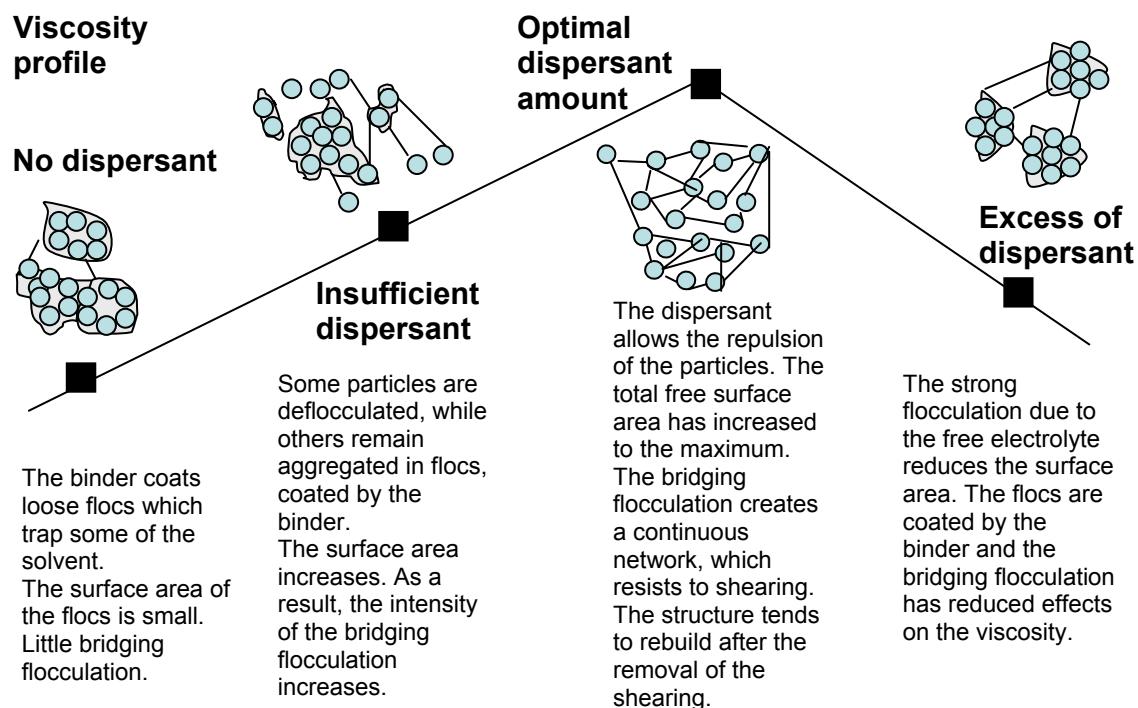 Viscosity
profile
No dispersant
The binder coats
loose flocs which
trap some of the
solvent.
The surface area of
the flocs is small.
Little bridging
flocculation.
Insufficient
dispersant
Some particles are
deflocculated, while
others remain
aggregated in flocs,
coated by the
binder.
The surface area
increases. As a
result, the intensity
of the bridging
flocculation
increases.
Optimal
dispersant
amount
The dispersant
allows the repulsion
of the particles. The
total free surface
area has increased
to the maximum.
The bridging
flocculation creates
a continuous
network, which
resists to shearing.
The structure tends
to rebuild after the
removal of the
shearing.
Excess of
dispersant
The strong
flocculation due to
the free electrolyte
reduces the surface
area. The flocs are
coated by the
binder and the
bridging flocculation
has reduced effects
on the viscosity.